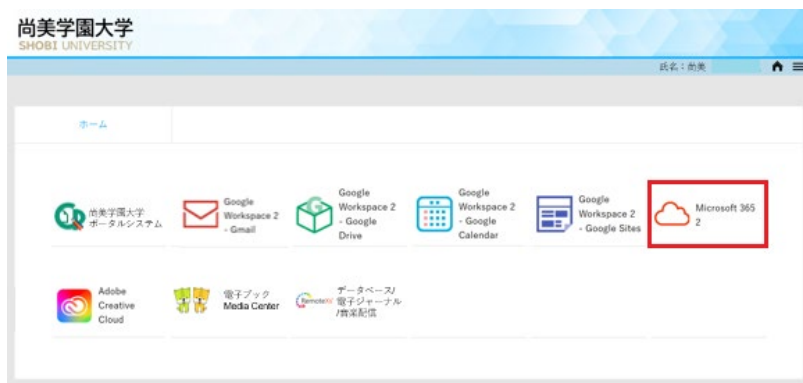 尚美学園大学
SHOBI UNIVERSITY
氏名：尚美
ホーム
尚美学園大学
ポータルシステム
Google
Workspace 2
- Gmail
Google
Workspace 2
- Google
Drive
Google
Workspace 2
- Google
Calendar
Google
Workspace 2
- Google Sites
Microsoft 365
2
Adobe
Creative
Cloud
電子ブック
Media Center
RemoteXs
データベース/
電子ジャーナル
/音楽配信